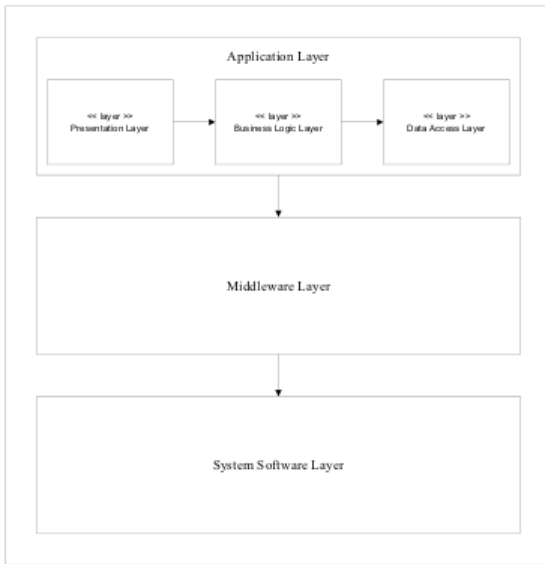 Application Layer
<< layer >>
Presentation Layer
<< layer >>
Business Logic Layer
<< layer >>
Data Access Layer
Middleware Layer
System Software Layer